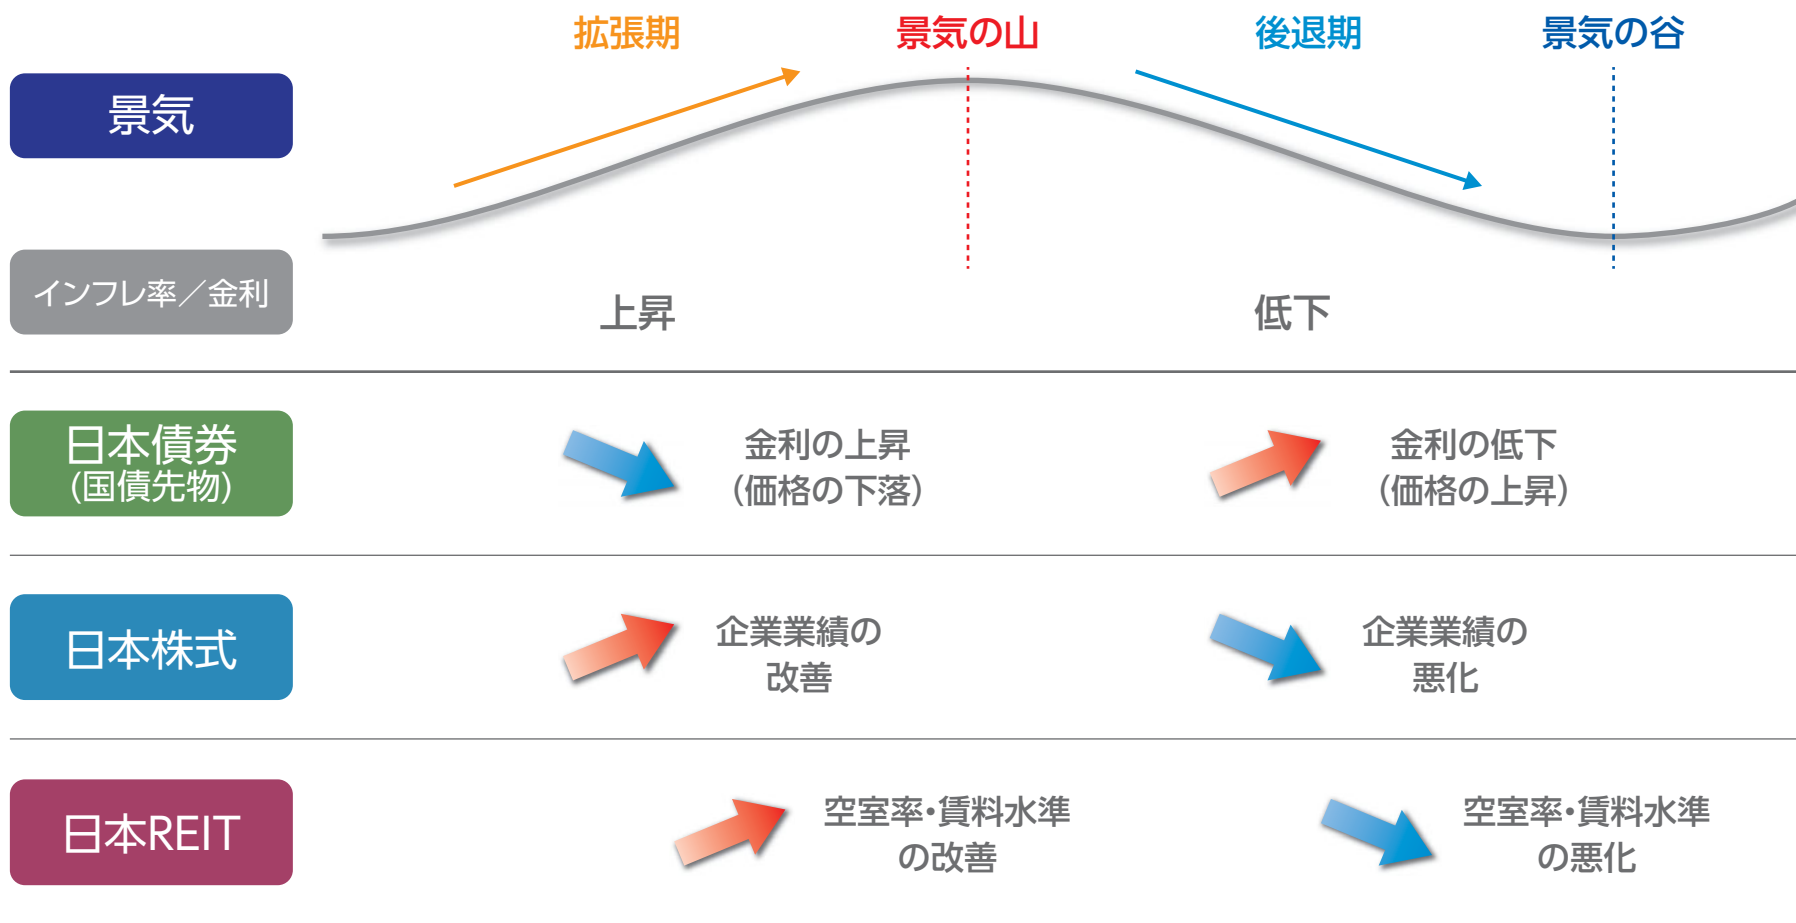 拡張期
景気の山
後退期
景気の谷
景気
インフレ率／金利
上昇
低下
日本債券
(国債先物)
金利の上昇
(価格の下落)
金利の低下
(価格の上昇)
日本株式
企業業績の
改善
企業業績の
悪化
日本REIT
空室率・賃料水準
の改善
空室率・賃料水準
の悪化